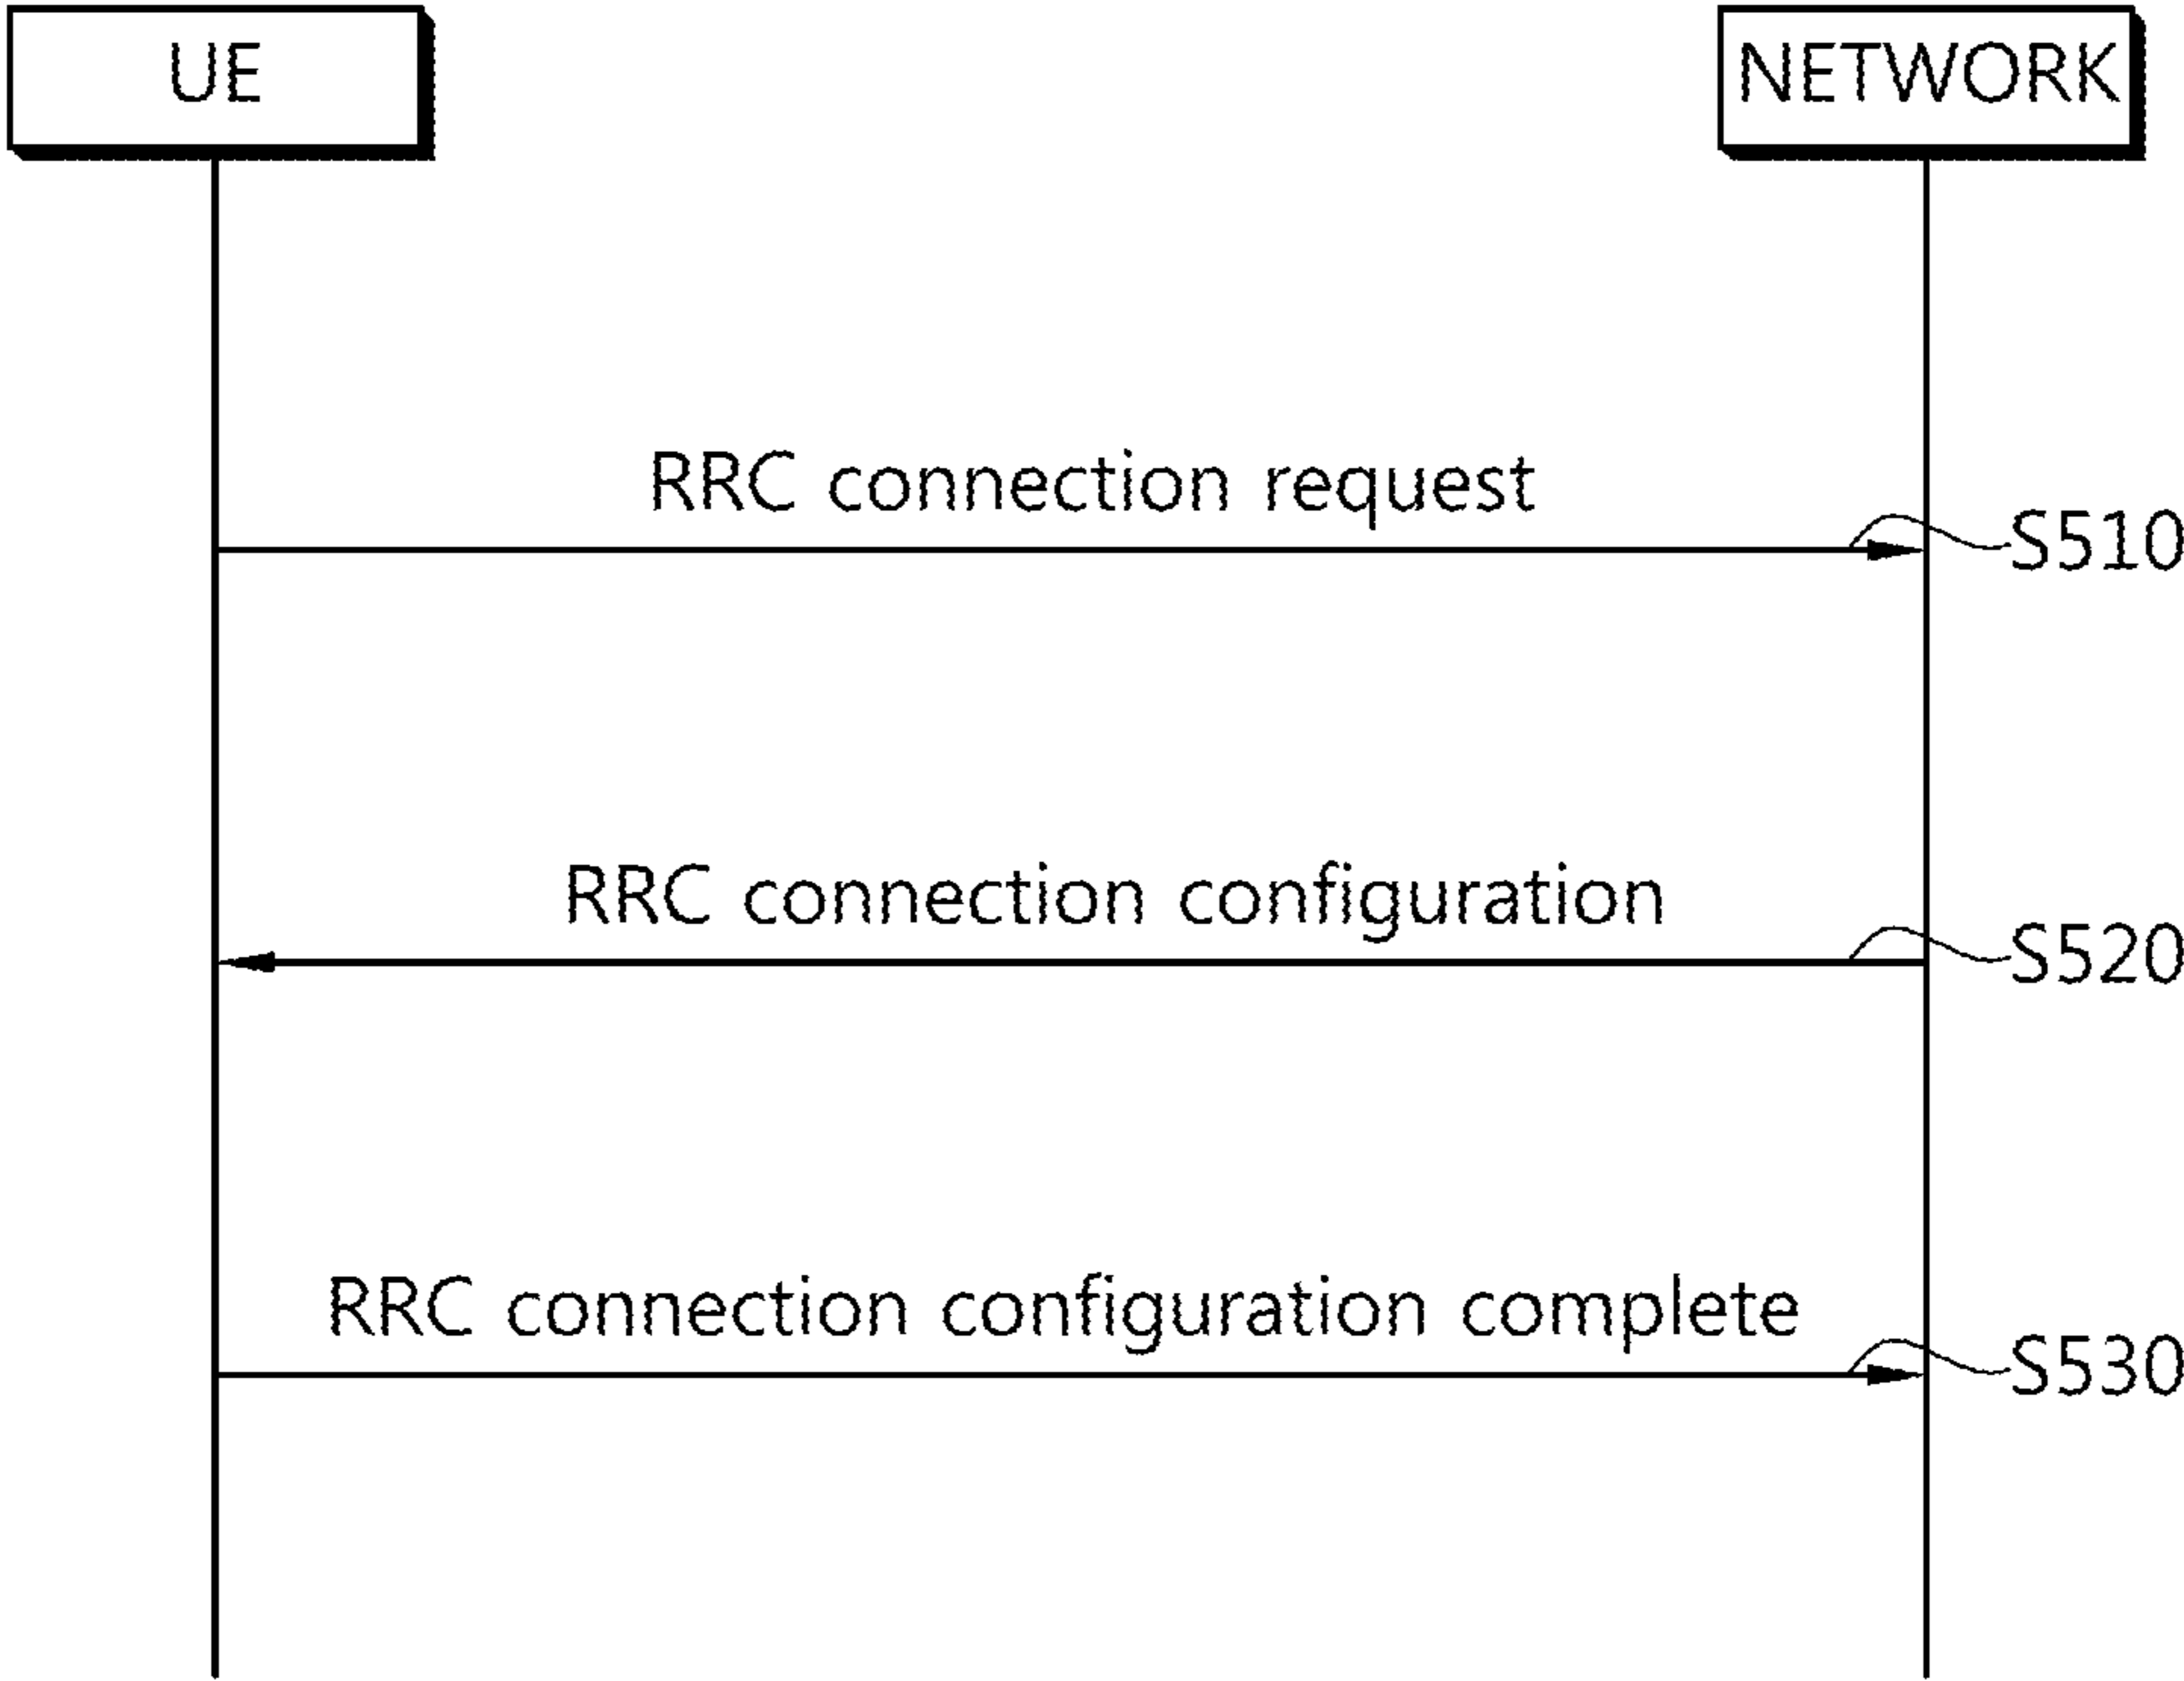 UE
NETWORK
RRC connection request
S510
RRC connection configuration
S520
RRC connection configuration complete
S530